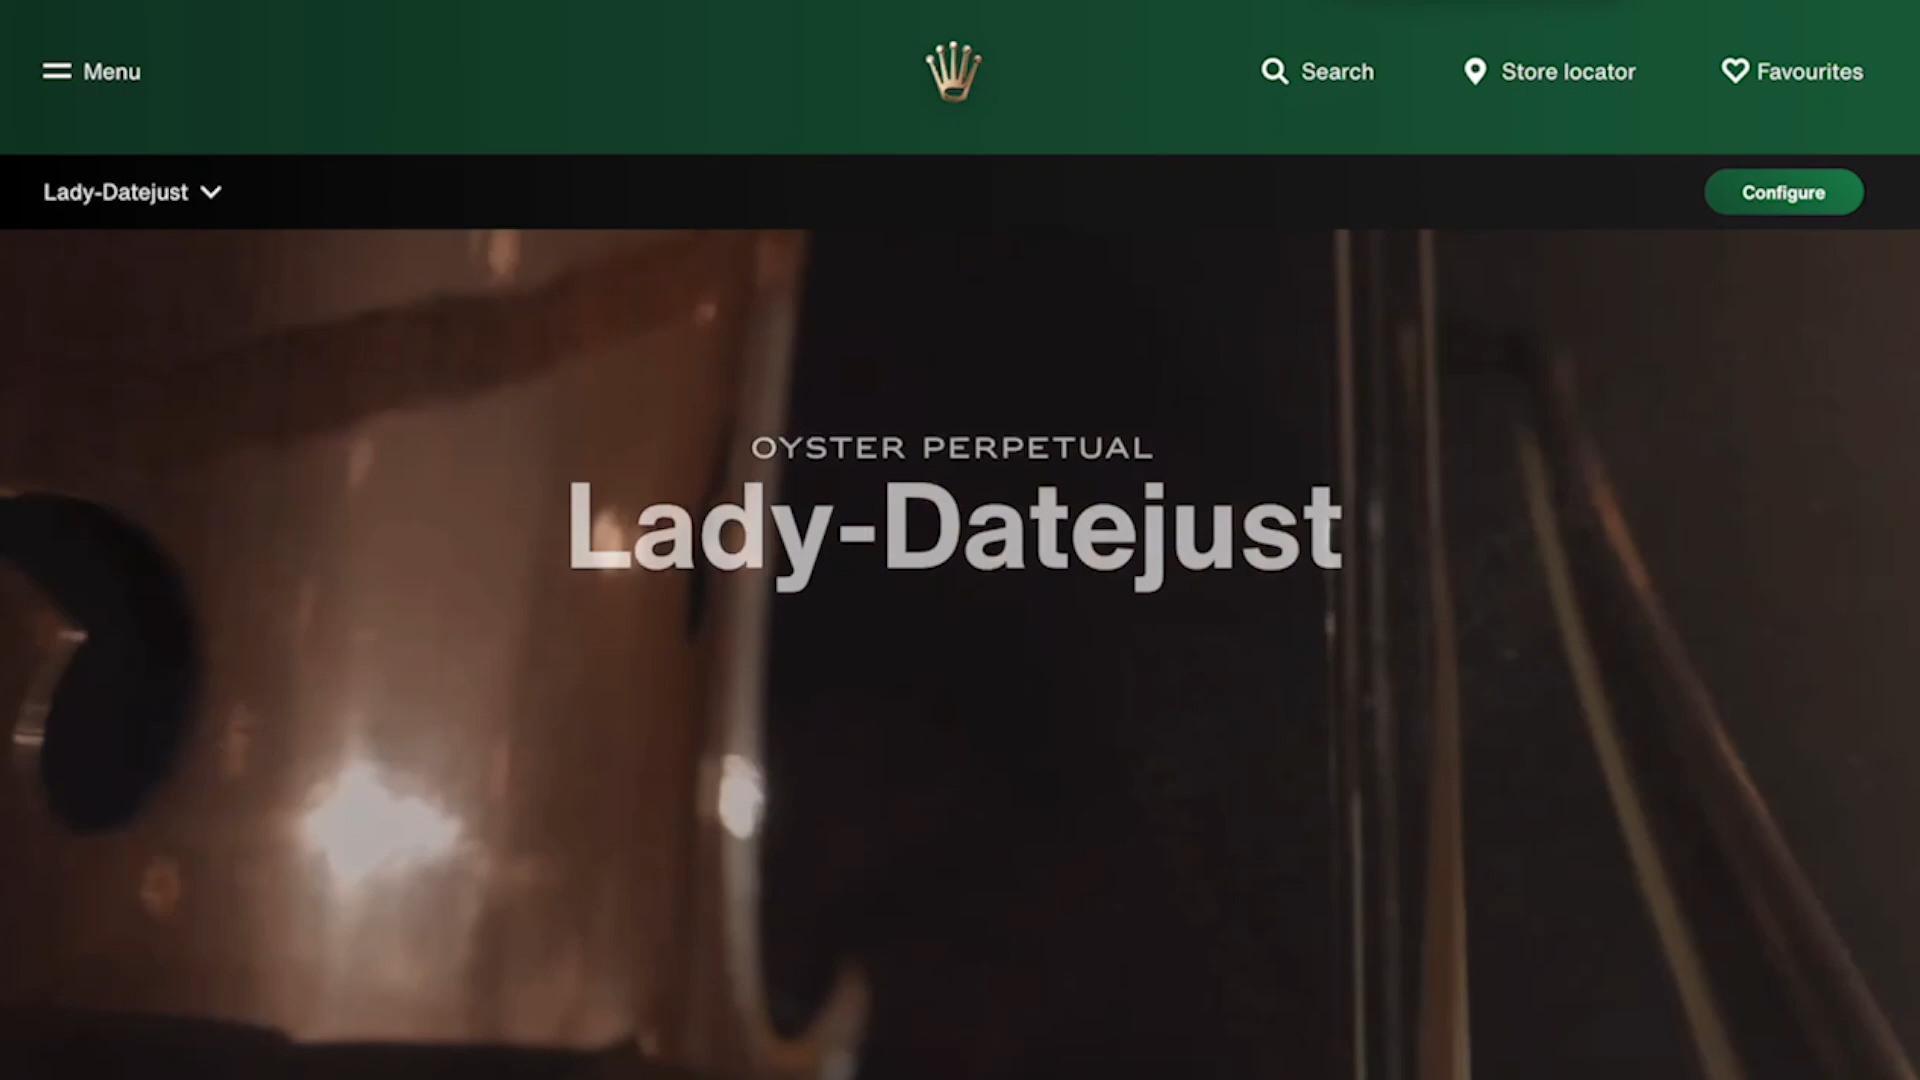 Menu
Search
Store locator
Favourites
Lady-Datejust
Configure
OYSTER PERPETUAL
Lady-Datejust